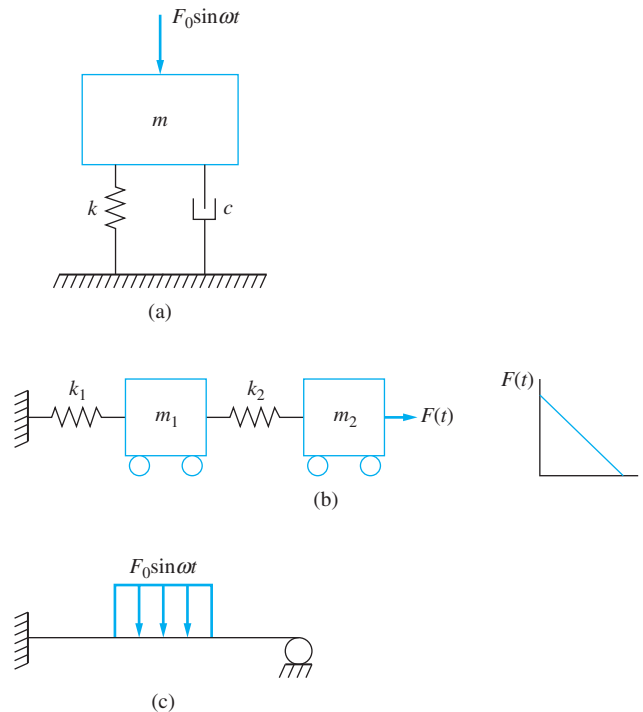 F₀sinωt
m
k
c
(a)
k₁
k₂
F(t)
m₁
m₂
F(t)
(b)
F₀sinωt
(c)